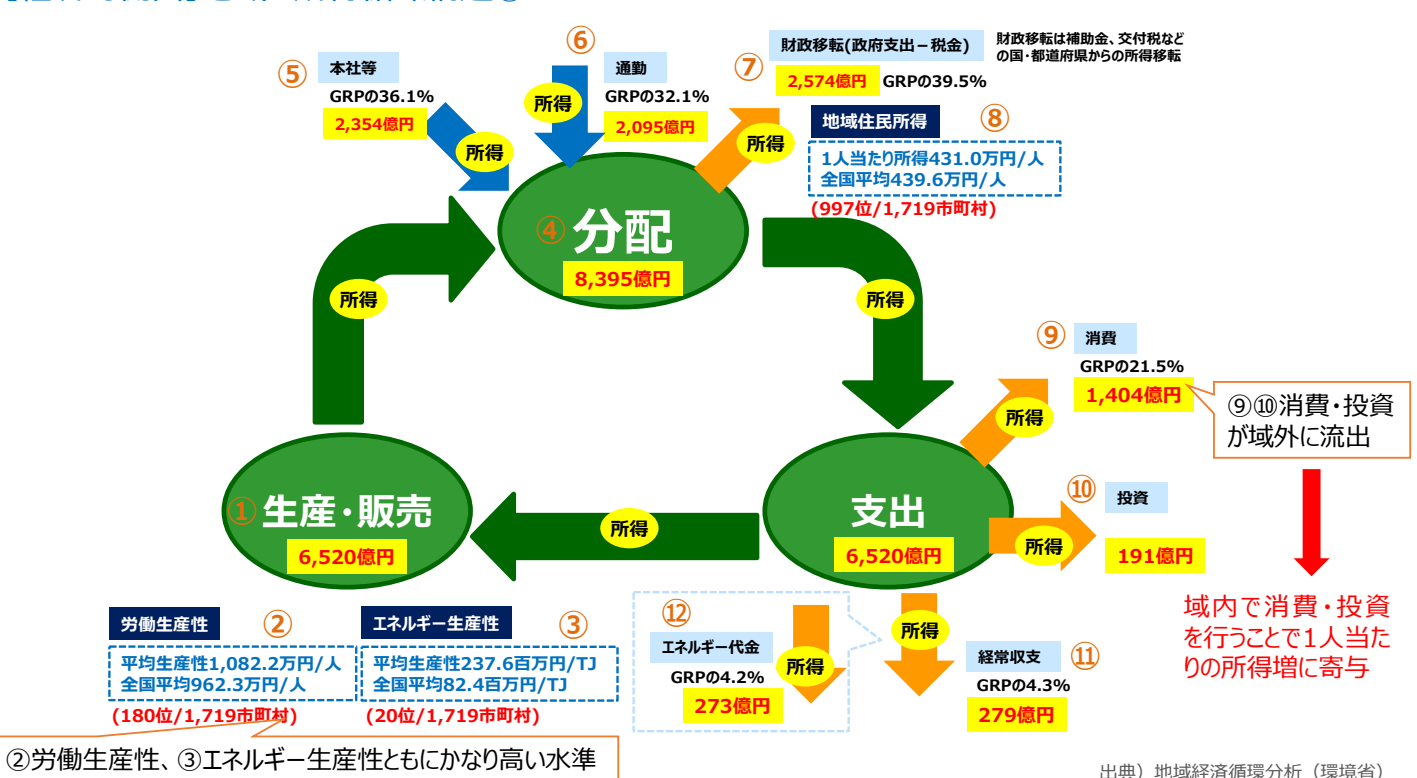 ⑤
本社等
GRPの36.1%
2,354億円
所得
⑥
所得
通勤
GRPの32.1%
2,095億円
⑦
財政移転(政府支出－税金)
2,574億円 GRPの39.5%
所得
財政移転は補助金、交付税など
の国・都道府県からの所得移転
地域住民所得
⑧
1人当たり所得431.0万円/人
全国平均439.6万円/人
(997位/1,719市町村)
④ 分配
8,395億円
所得
所得
⑨
消費
GRPの21.5%
1,404億円
所得
⑨⑩消費・投資
が域外に流出
① 生産・販売
6,520億円
所得
支出
6,520億円
⑩
投資
所得
191億円
域内で消費・投資
を行うことで1人当た
りの所得増に寄与
労働生産性
②
平均生産性1,082.2万円/人
全国平均962.3万円/人
(180位/1,719市町村)
エネルギー生産性
③
平均生産性237.6百万円/TJ
全国平均82.4百万円/TJ
(20位/1,719市町村)
⑫
エネルギー代金
GRPの4.2%
273億円
所得
所得
経常収支
⑪
GRPの4.3%
279億円
②労働生産性、③エネルギー生産性ともにかなり高い水準
出典）地域経済循環分析（環境省）